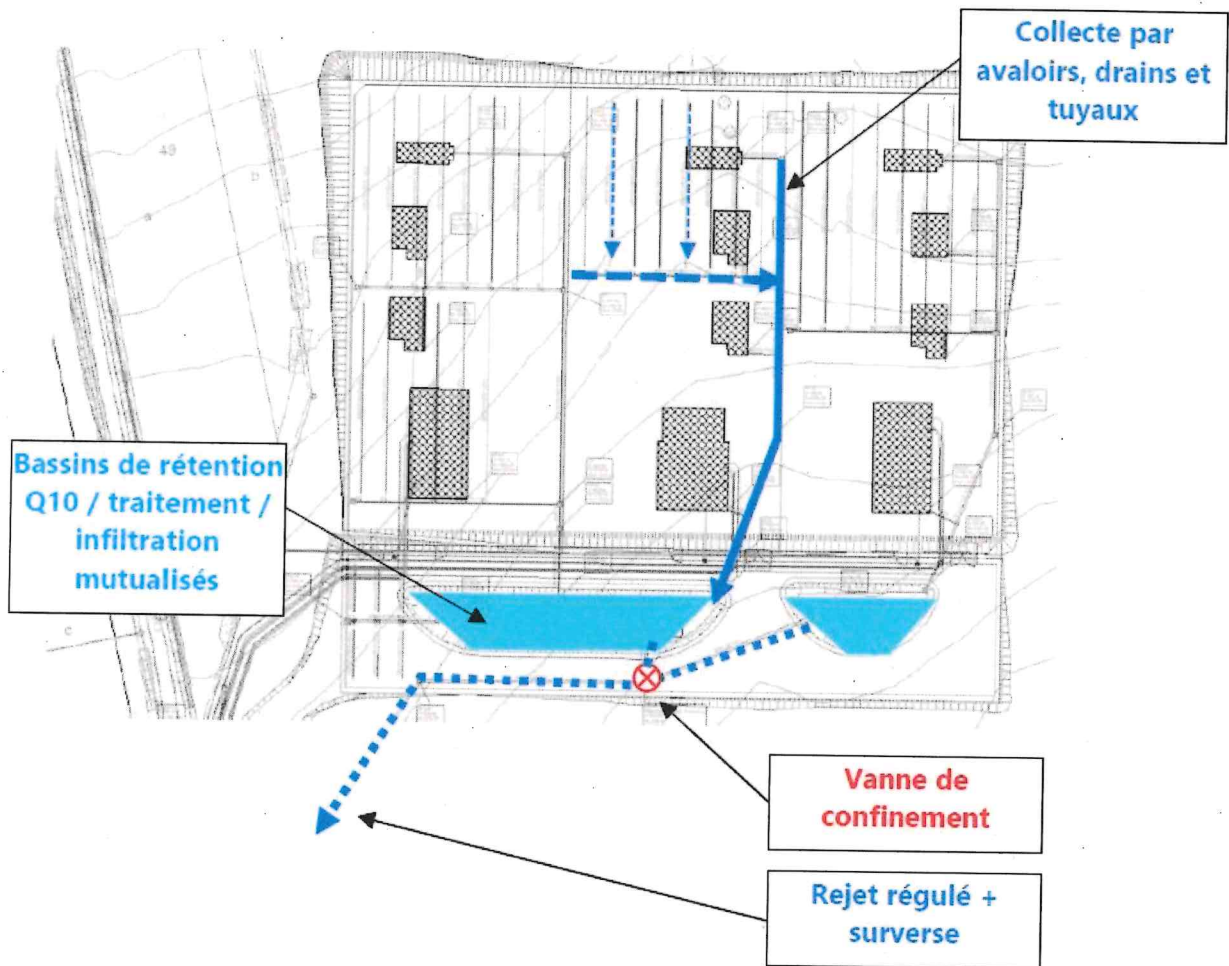 Collecte par
avaloirs, drains et
tuyaux
49
Bassins de rétention
Q10 / traitement /
infiltration
mutualisés
Vanne de
confinement
Rejet régulé +
surverse